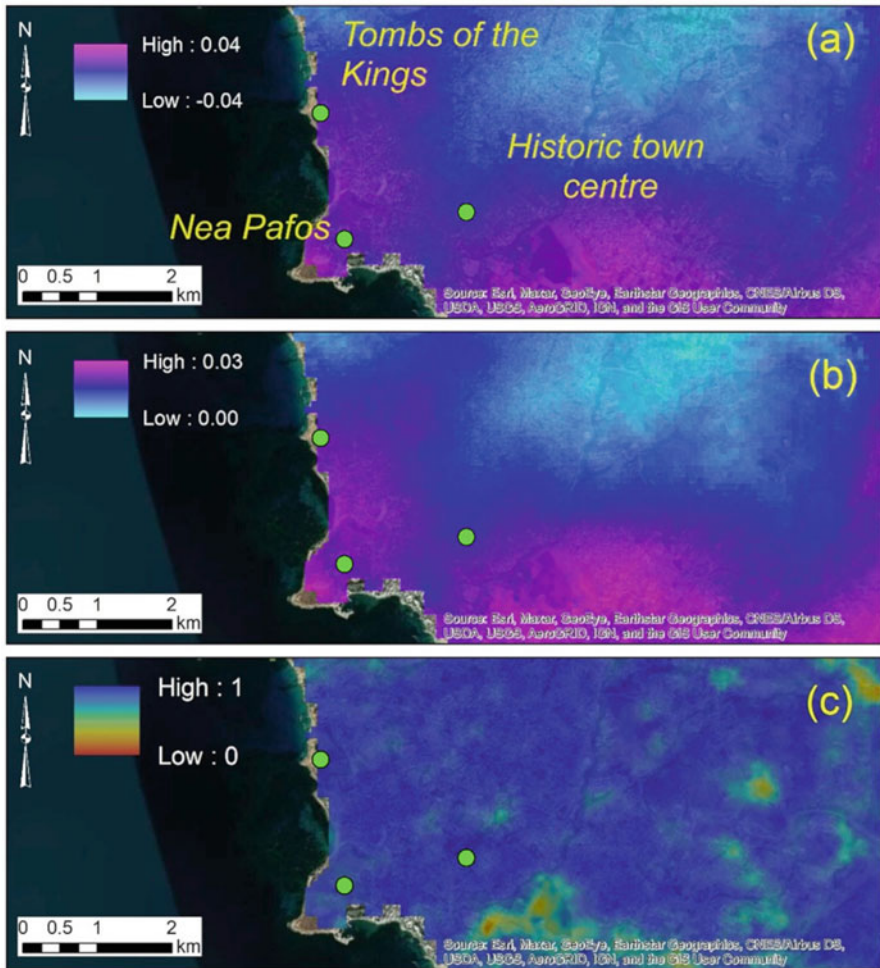 N
High : 0.04
Low : -0.04
Tombs of the
Kings
(a)
Historic town
centre
Nea Pafos
0 0.5 1 2
km
Source: Esri, Maxar, GeoEye, Earthstar Geographics, CNES/Airbus DS,
USDA, USGS, AeroGRID, IGN, and the GIS User Community
N
High : 0.03
Low : 0.00
(b)
0 0.5 1 2
km
Source: Esri, Maxar, GeoEye, Earthstar Geographics, CNES/Airbus DS,
USDA, USGS, AeroGRID, IGN, and the GIS User Community
N
High : 1
Low : 0
(c)
0 0.5 1 2
km
Source: Esri, Maxar, GeoEye, Earthstar Geographics, CNES/Airbus DS,
USDA, USGS, AeroGRID, IGN, and the GIS User Community